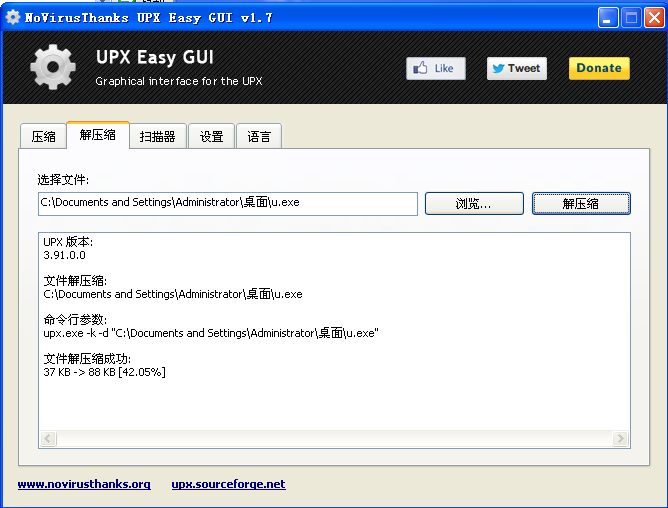 NoVirusThanks UPX Easy GUI v1.7
UPX Easy GUI
Graphical interface for the UPX
Like
Tweet
Donate
压缩
解压缩
扫描器
设置
语言
选择文件:
C:\Documents and Settings\Administrator\桌面\u.exe
浏览...
解压缩
UPX 版本:
3.91.0.0
文件解压缩:
C:\Documents and Settings\Administrator\桌面\u.exe
命令行参数:
upx.exe -k -d "C:\Documents and Settings\Administrator\桌面\u.exe"
文件解压缩成功:
37 KB -> 88 KB [42.05%]
www.novirusthanks.org
upx.sourceforge.net